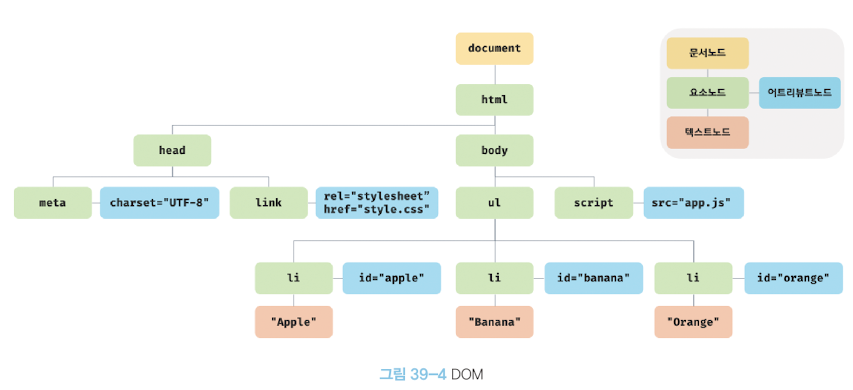 document
문서노드
html
요소노드
어트리뷰트노드
텍스트노드
head
body
meta
charset="UTF-8"
link
rel="stylesheet”
href="style.css"
ul
script
src="app.js"
li
id="apple"
li
id="banana"
li
id="orange"
"Apple"
"Banana"
"Orange"
그림 39–4 DOM